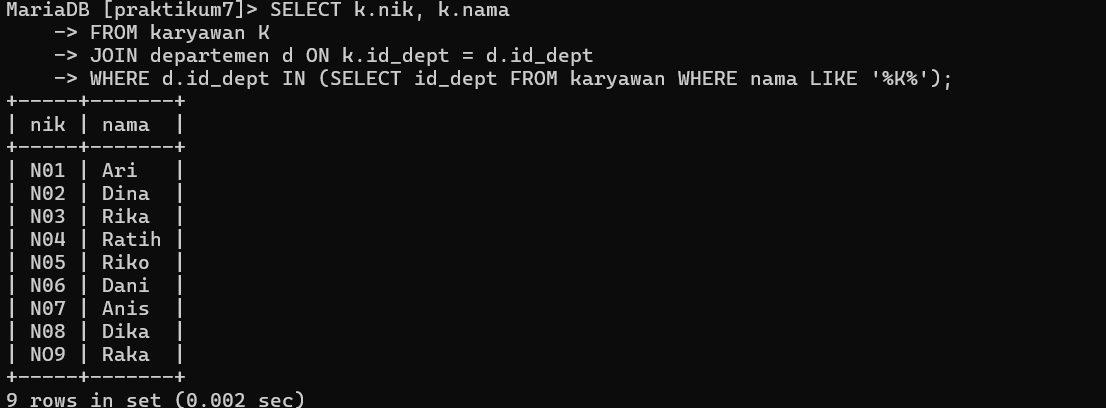 MariaDB [praktikum7]> SELECT k.nik, k.nama
    -> FROM karyawan K
    -> JOIN departemen d ON k.id_dept = d.id_dept
    -> WHERE d.id_dept IN (SELECT id_dept FROM karyawan WHERE nama LIKE '%K%');
+-----+-------+
| nik | nama  |
+-----+-------+
| N01 | Ari   |
| N02 | Dina  |
| N03 | Rika  |
| N04 | Ratih |
| N05 | Riko  |
| N06 | Dani  |
| N07 | Anis  |
| N08 | Dika  |
| NO9 | Raka  |
+-----+-------+
9 rows in set (0.002 sec)